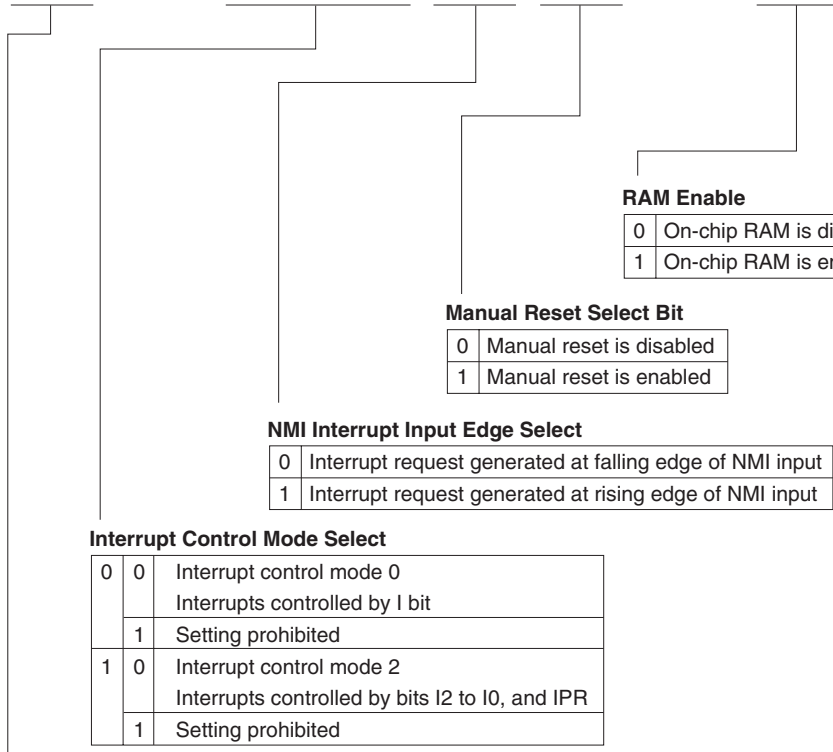 RAM Enable
0 On-chip RAM is
1 On-chip RAM is
Manual Reset Select Bit
0 Manual reset is disabled
1 Manual reset is enabled
NMI Interrupt Input Edge Select
0 Interrupt request generated at falling edge of NMI input
1 Interrupt request generated at rising edge of NMI input
Interrupt Control Mode Select
0 0 Interrupt control mode 0
Interrupts controlled by I bit
1 Setting prohibited
1 0 Interrupt control mode 2
Interrupts controlled by bits I2 to I0, and IPR
1 Setting prohibited